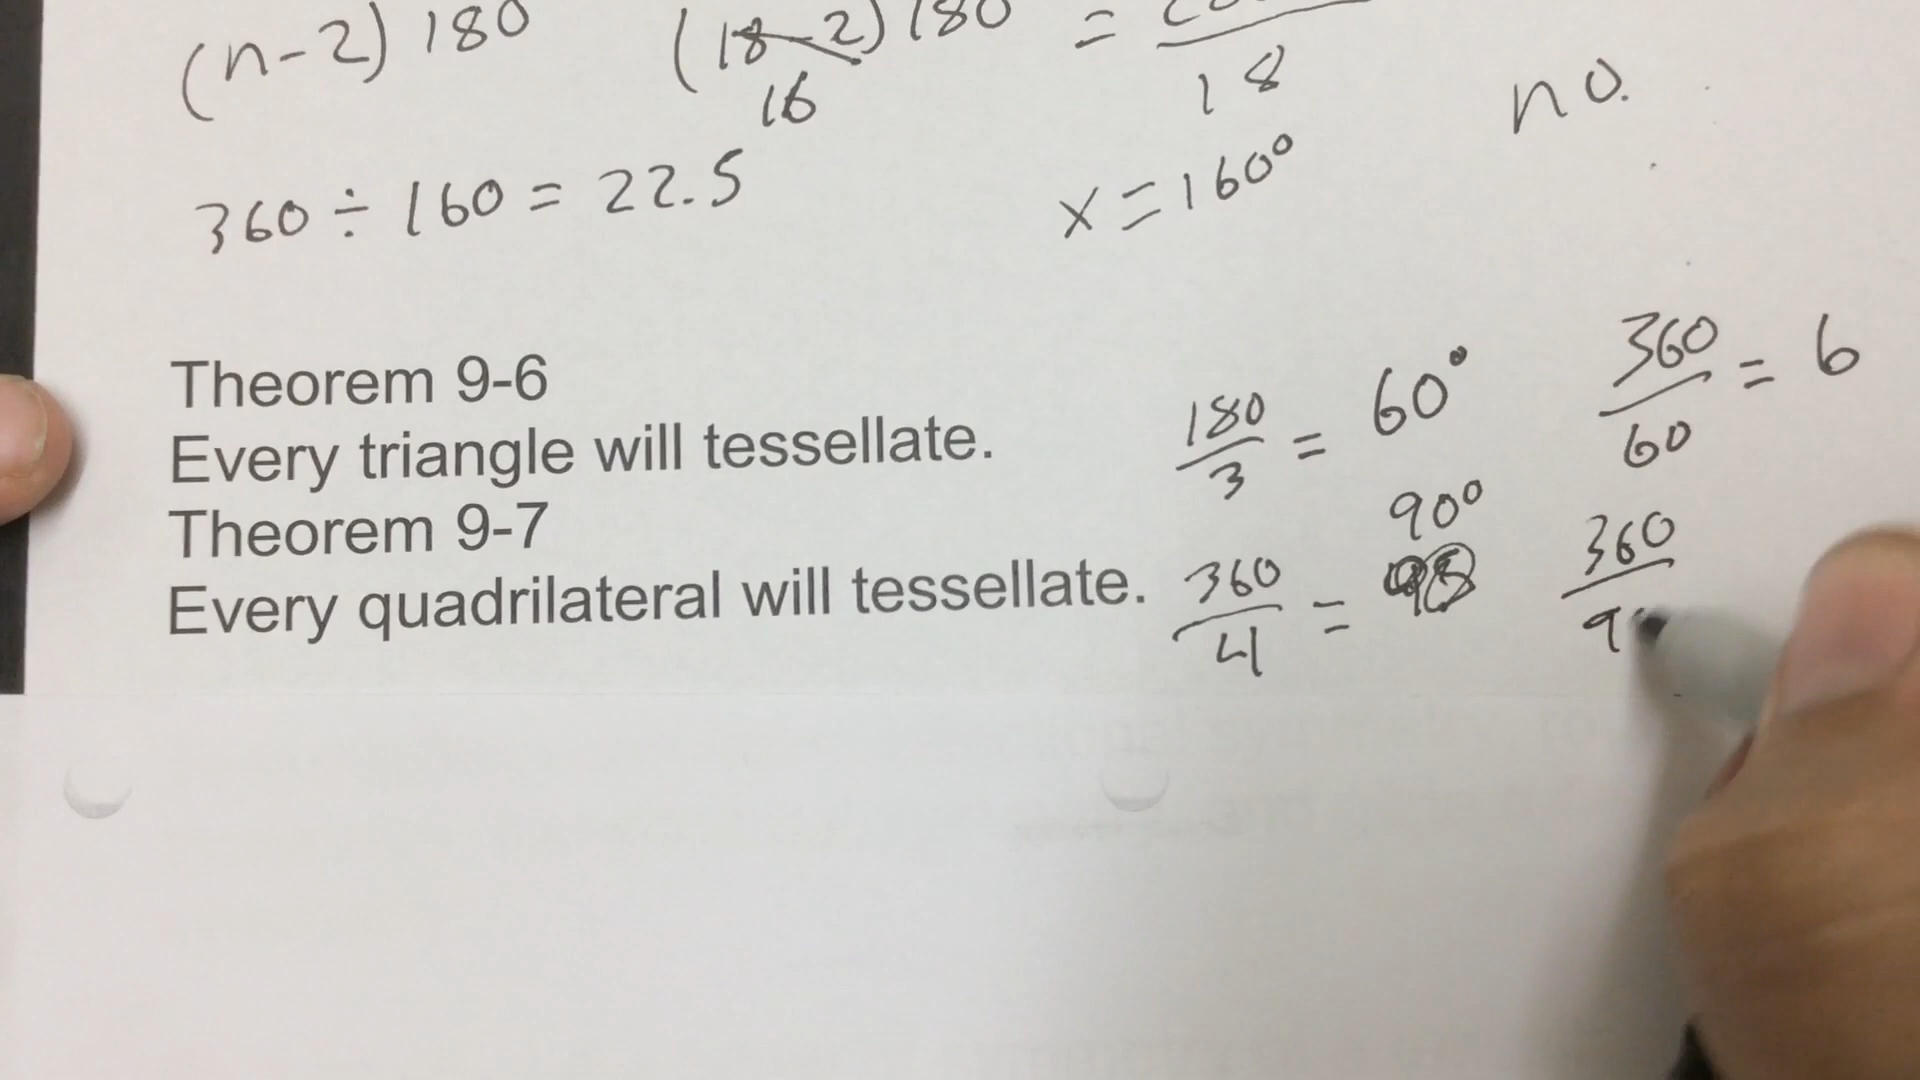 (n-2) 180 (18-2) 180 =
16 18 no.
360 ÷ 160 = 22.5 x = 160°
Theorem 9-6
Every triangle will tessellate. 180/3 = 60° 360/60 = 6
Theorem 9-7 90°
Every quadrilateral will tessellate. 360/4 = 360/9